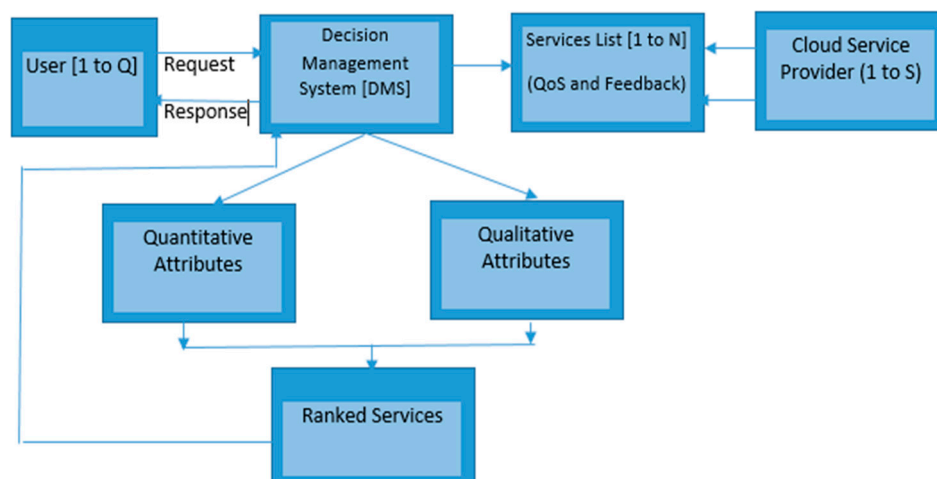 User [1 to Q]
Request
Response
Decision
Management
System [DMS]
Services List [1 to N]
(QoS and Feedback)
Cloud Service
Provider (1 to S)
Quantitative
Attributes
Qualitative
Attributes
Ranked Services